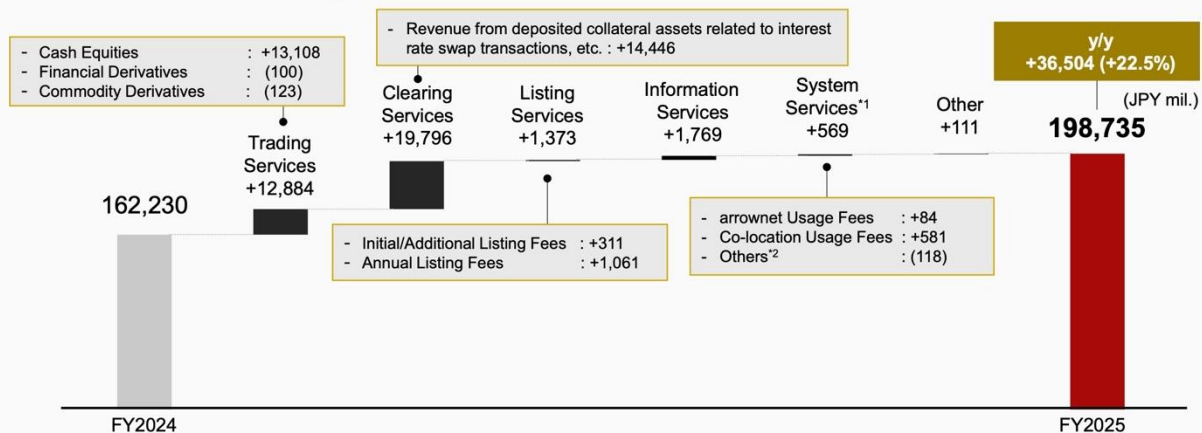 - Cash Equities : +13,108
- Financial Derivatives : (100)
- Commodity Derivatives : (123)
- Revenue from deposited collateral assets related to interest
rate swap transactions, etc. : +14,446
y/y
+36,504 (+22.5%)
(JPY mil.)
162,230
Trading
Services
+12,884
Clearing
Services
+19,796
Listing
Services
+1,373
Information
Services
+1,769
System
Services*1
+569
Other
+111
198,735
- Initial/Additional Listing Fees : +311
- Annual Listing Fees : +1,061
- arrownet Usage Fees : +84
- Co-location Usage Fees : +581
- Others*2 : (118)
FY2024
FY2025